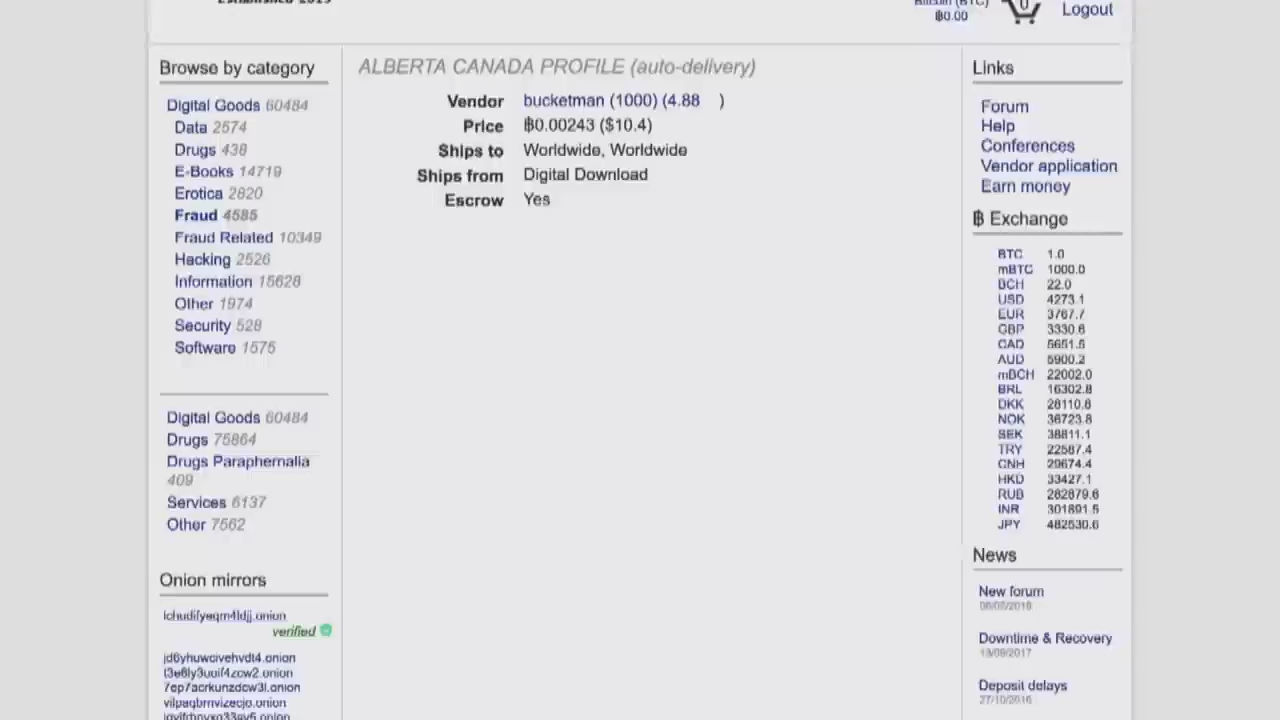 Established 2015
Bitcoin (BTC)
฿0.00
0
Logout
Browse by category
Digital Goods 60484
Data 2574
Drugs 438
E-Books 14719
Erotica 2820
Fraud 4585
Fraud Related 10349
Hacking 2526
Information 15628
Other 1974
Security 528
Software 1575
Digital Goods 60484
Drugs 75864
Drugs Paraphernalia
409
Services 6137
Other 7562
Onion mirrors
verified
ALBERTA CANADA PROFILE (auto-delivery)
Vendor bucketman (1000) (4.88 )
Price ฿0.00243 ($10.4)
Ships to Worldwide, Worldwide
Ships from Digital Download
Escrow Yes
Links
Forum
Help
Conferences
Vendor application
Earn money
฿ Exchange
BTC 1.0
mBTC 1000.0
BCH 22.0
USD 4273.1
EUR 3767.7
GBP 3330.6
CAD 5651.5
AUD 5900.2
mBCH 22002.0
BRL 16302.8
DKK 28110.8
NOK 36723.8
SEK 38811.1
TRY 22587.4
CNH 29674.4
HKD 33427.1
RUB 282879.6
INR 301891.5
JPY 482530.6
News
New forum
Downtime & Recovery
Deposit delays
27/10/2016